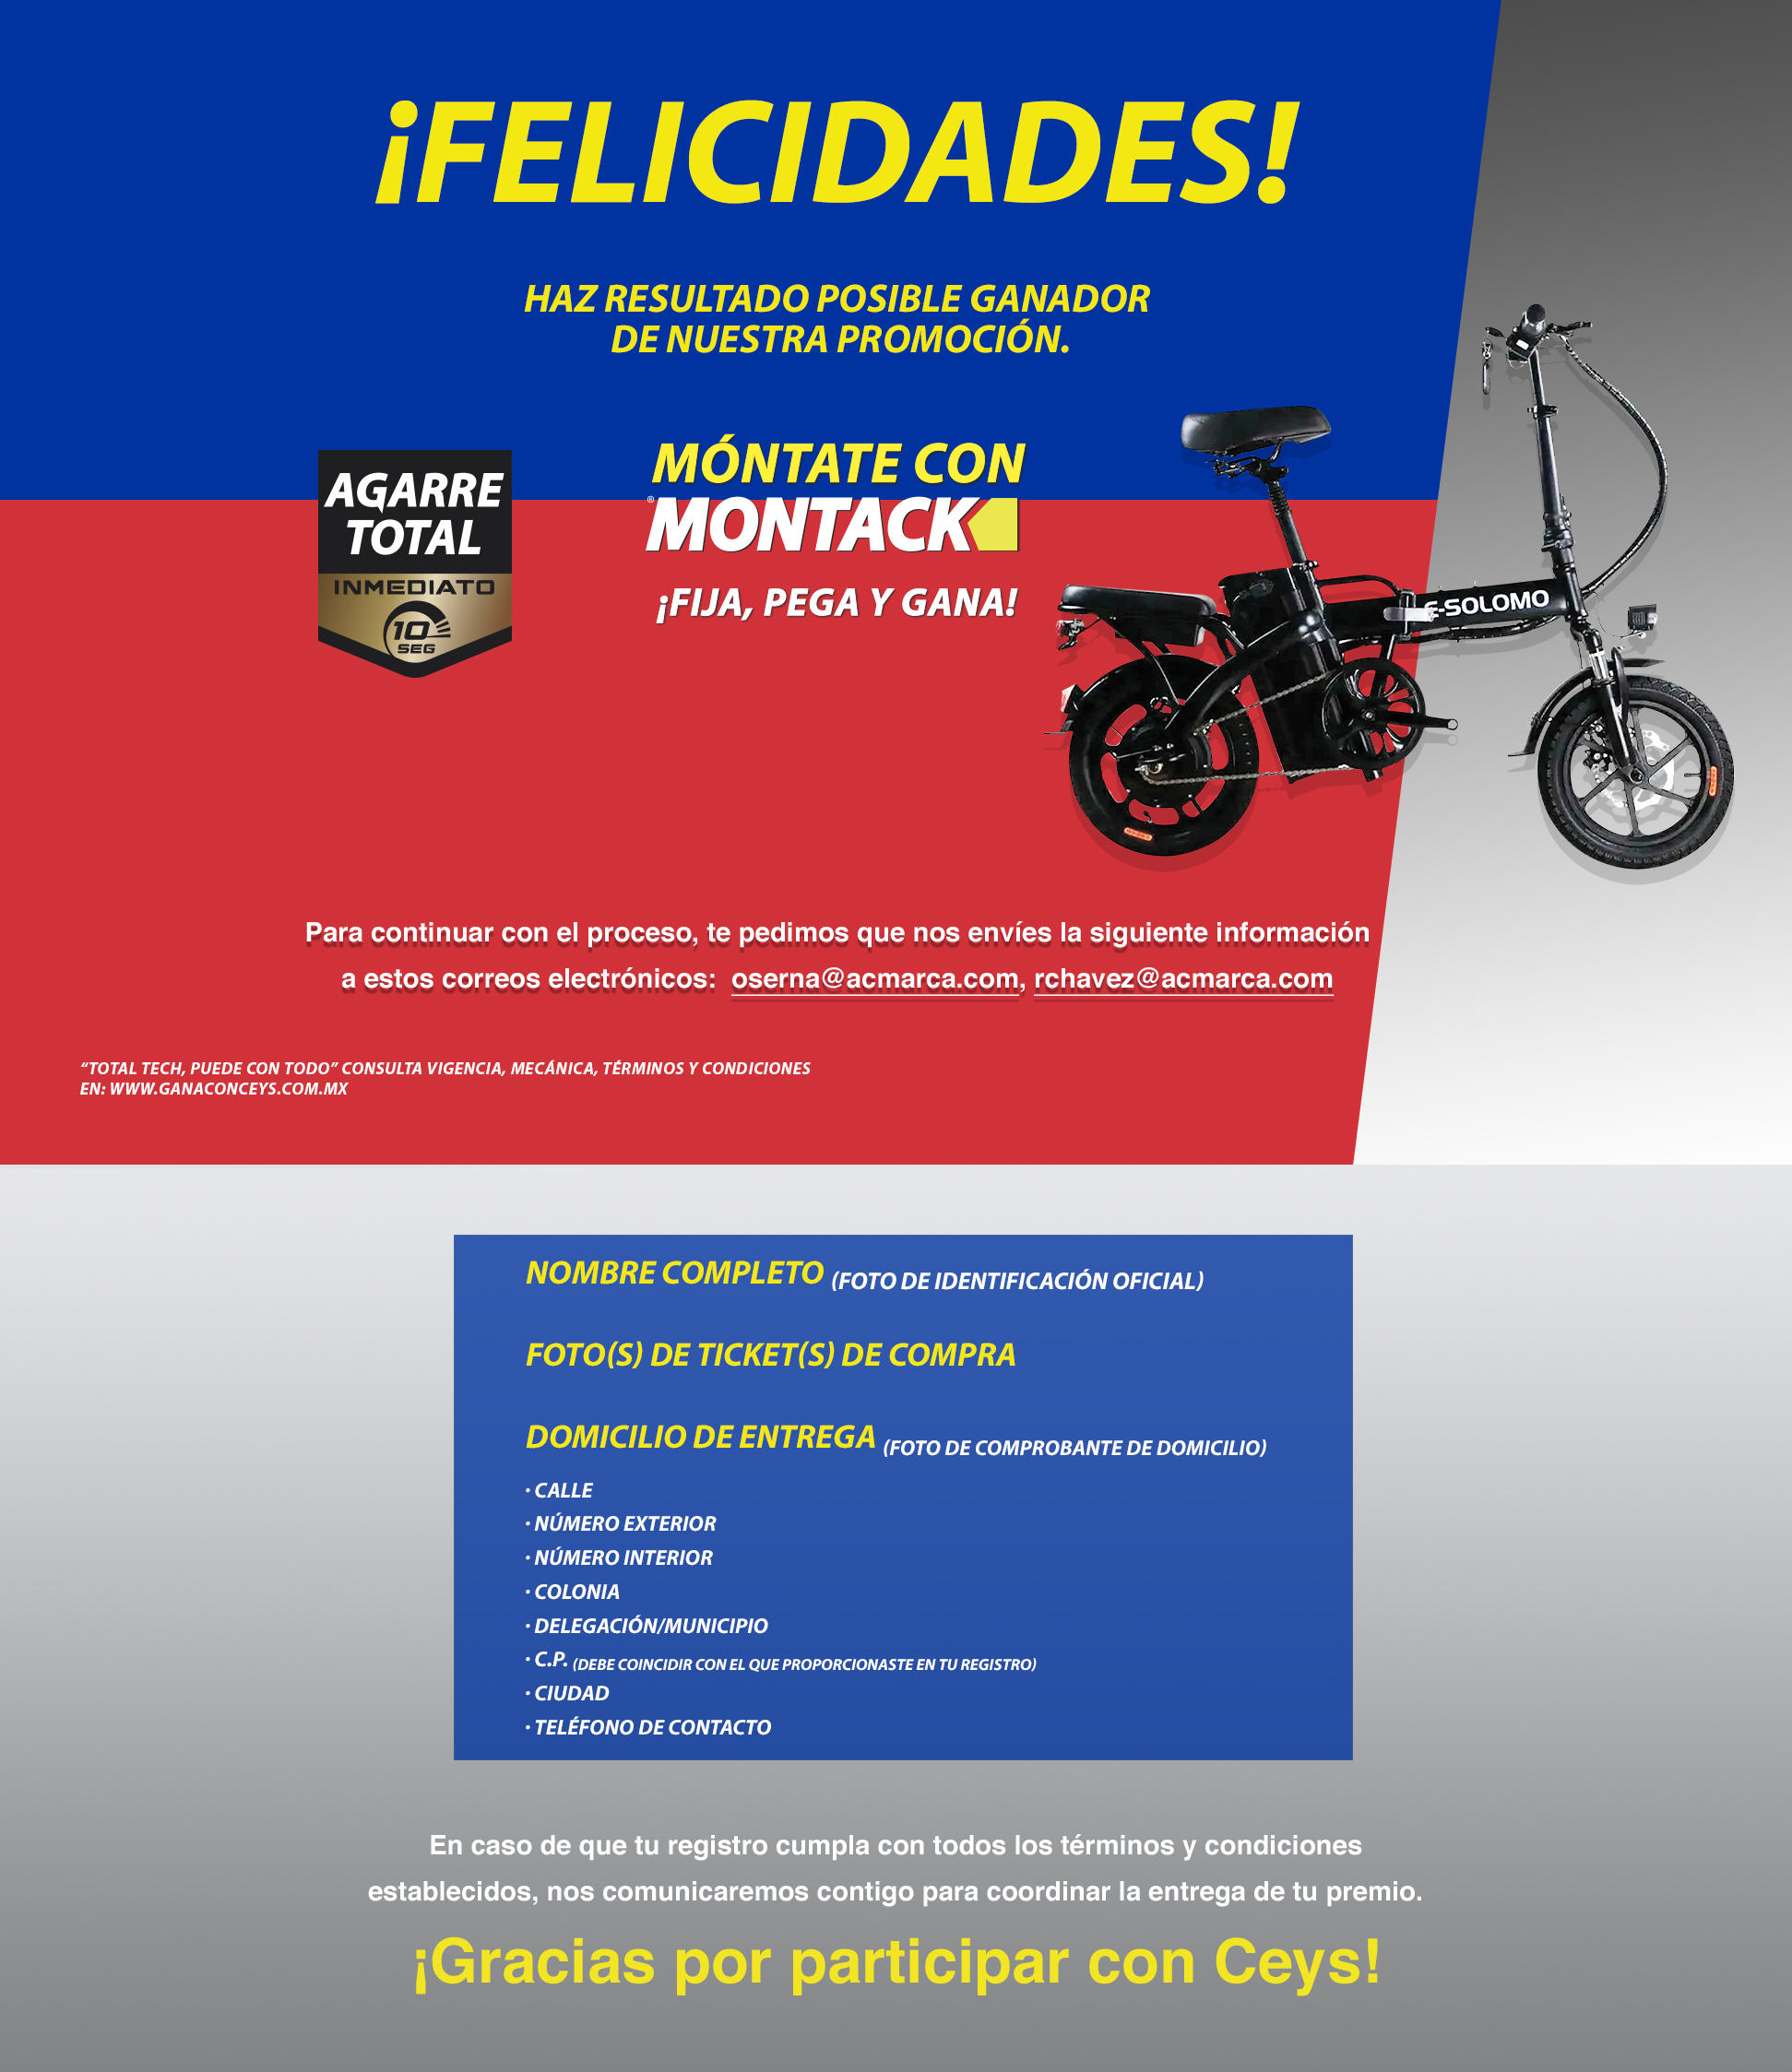 ¡FELICIDADES!
HAZ RESULTADO POSIBLE GANADOR
DE NUESTRA PROMOCIÓN.
AGARRE
TOTAL
INMEDIATO
10
SEG
MÓNTATE CON
®MONTACK
¡FIJA, PEGA Y GANA!
E-SOLOMO
Para continuar con el proceso, te pedimos que nos envíes la siguiente información
a estos correos electrónicos: oserna@acmarca.com, rchavez@acmarca.com
“TOTAL TECH, PUEDE CON TODO” CONSULTA VIGENCIA, MECÁNICA, TÉRMINOS Y CONDICIONES
EN: WWW.GANACONCEYS.COM.MX
NOMBRE COMPLETO (FOTO DE IDENTIFICACIÓN OFICIAL)
FOTO(S) DE TICKET(S) DE COMPRA
DOMICILIO DE ENTREGA (FOTO DE COMPROBANTE DE DOMICILIO)
· CALLE
· NÚMERO EXTERIOR
· NÚMERO INTERIOR
· COLONIA
· DELEGACIÓN/MUNICIPIO
· C.P. (DEBE COINCIDIR CON EL QUE PROPORCIONASTE EN TU REGISTRO)
· CIUDAD
· TELÉFONO DE CONTACTO
En caso de que tu registro cumpla con todos los términos y condiciones
establecidos, nos comunicaremos contigo para coordinar la entrega de tu premio.
¡Gracias por participar con Ceys!